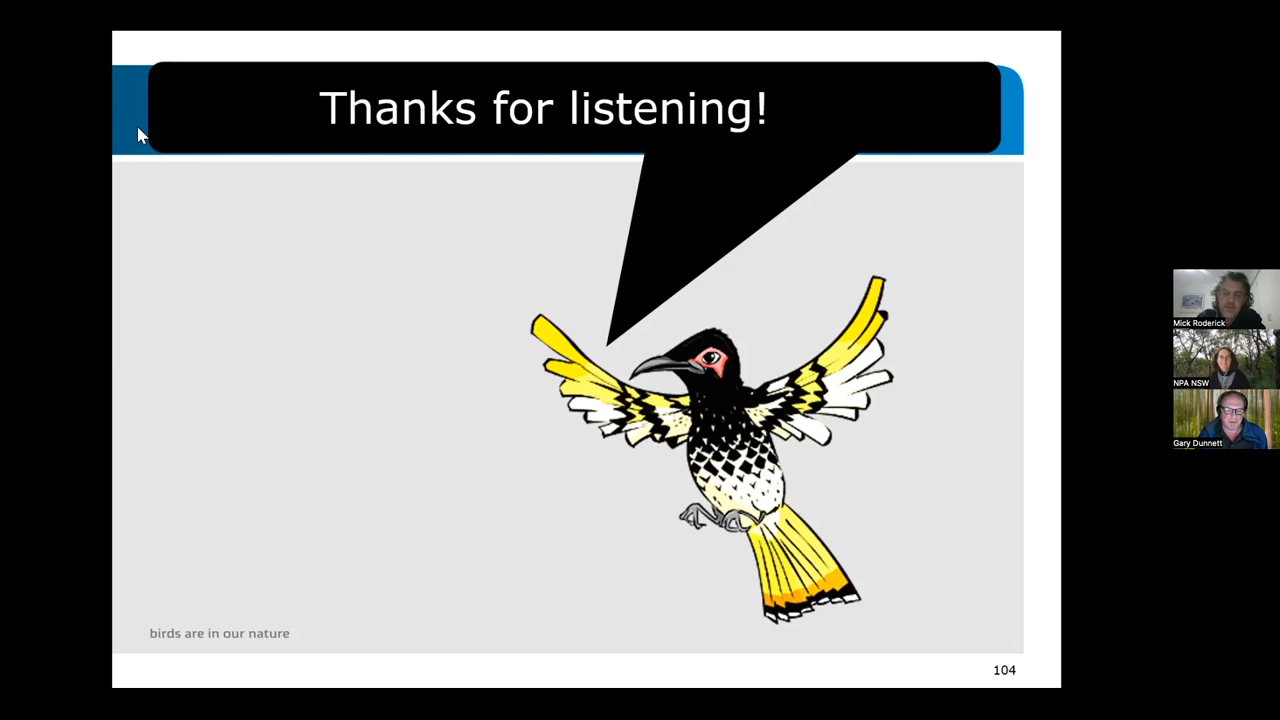 Thanks for listening!
Mick Roderick
NPA NSW
Gary Dunnett
birds are in our nature
104